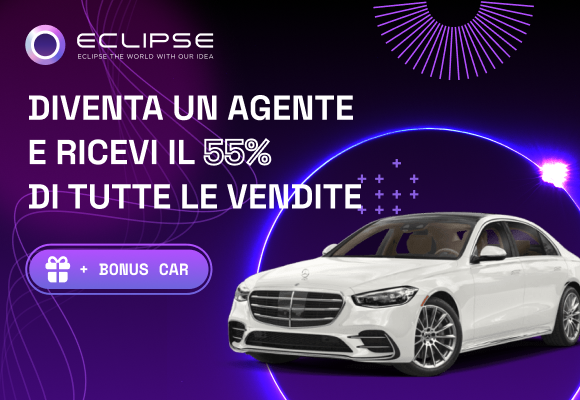 ECLIPSE
ECLIPSE THE WORLD WITH OUR IDEA
DIVENTA UN AGENTE
E RICEVI IL 55%
DI TUTTE LE VENDITE
+ BONUS CAR